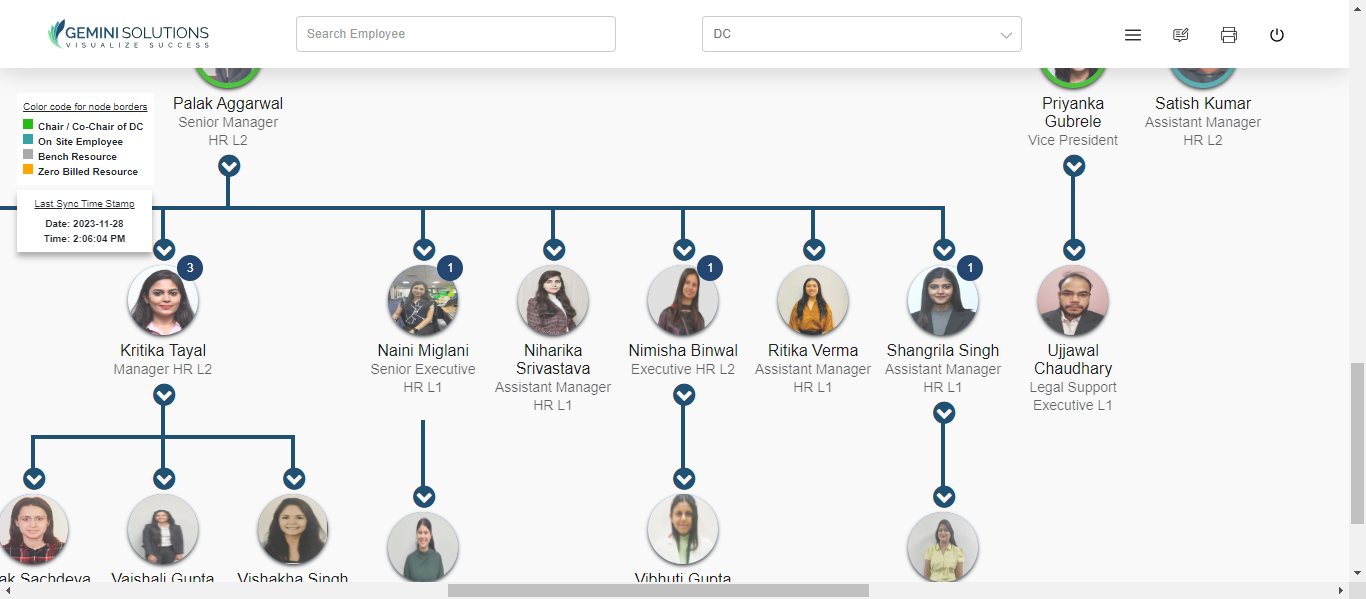 GEMINI SOLUTIONS
VISUALIZE SUCCESS
Search Employee
DC
Color code for node borders
Chair / Co-Chair of DC
On Site Employee
Bench Resource
Zero Billed Resource
Last Sync Time Stamp
Date: 2023-11-28
Time: 2:06:04 PM
Palak Aggarwal
Senior Manager
HR L2
Priyanka
Gubrele
Vice President
Satish Kumar
Assistant Manager
HR L2
3
Kritika Tayal
Manager HR L2
1
Naini Miglani
Senior Executive
HR L1
Niharika
Srivastava
Assistant Manager
HR L1
1
Nimisha Binwal
Executive HR L2
Ritika Verma
Assistant Manager
HR L1
1
Shangrila Singh
Assistant Manager
HR L1
Ujjawal
Chaudhary
Legal Support
Executive L1
ak Sachdeva
Vaishali Gupta
Vishakha Singh
Vibhuti Gupta